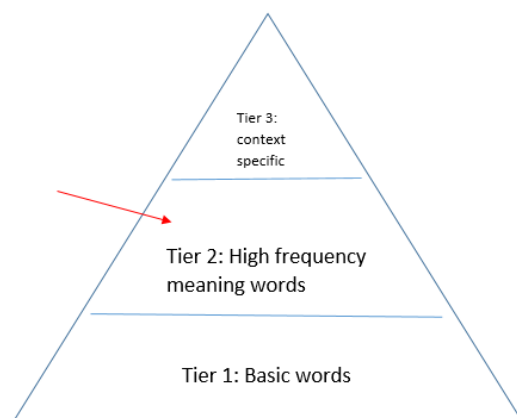 Tier 3:
context
specific
Tier 2: High frequency
meaning words
Tier 1: Basic words